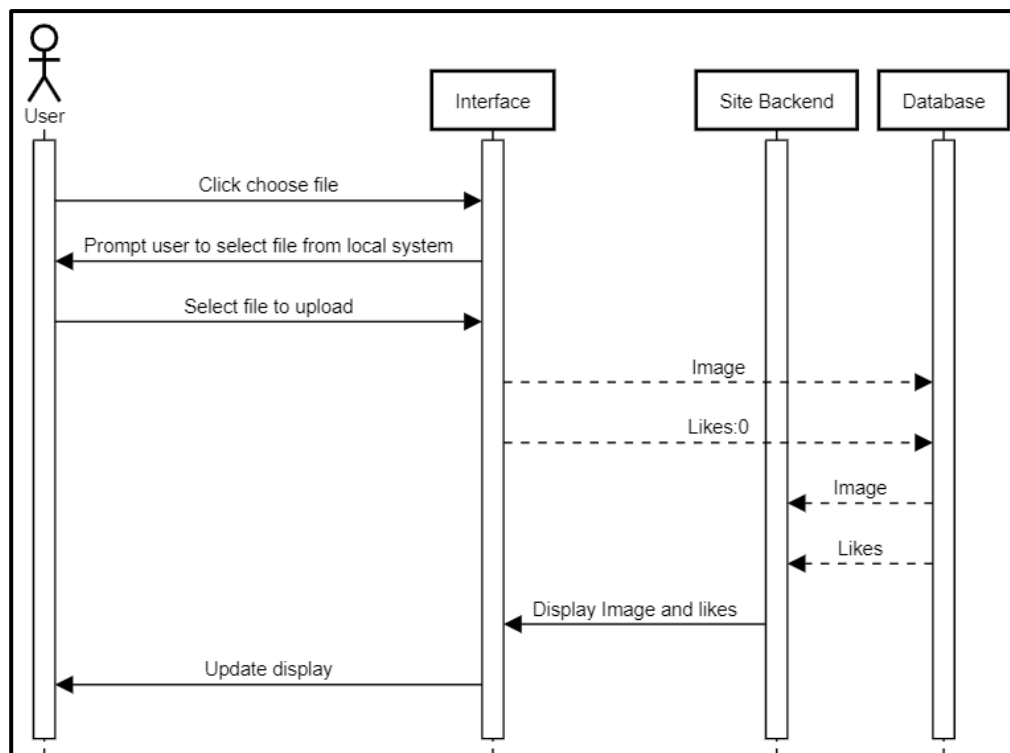 User
Interface
Site Backend
Database
Click choose file
Prompt user to select file from local system
Select file to upload
Image
Likes:0
Image
Likes
Display Image and likes
Update display